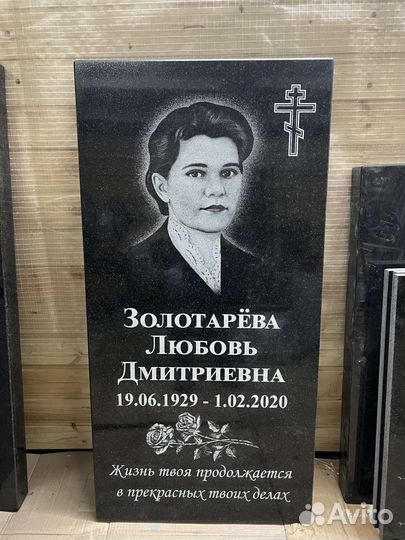 ЗОЛОТАРЁВА
ЛЮБОВЬ
ДМИТРИЕВНА
19.06.1929 - 1.02.2020
Жизнь твоя продолжается
в прекрасных твоих делах
Avito